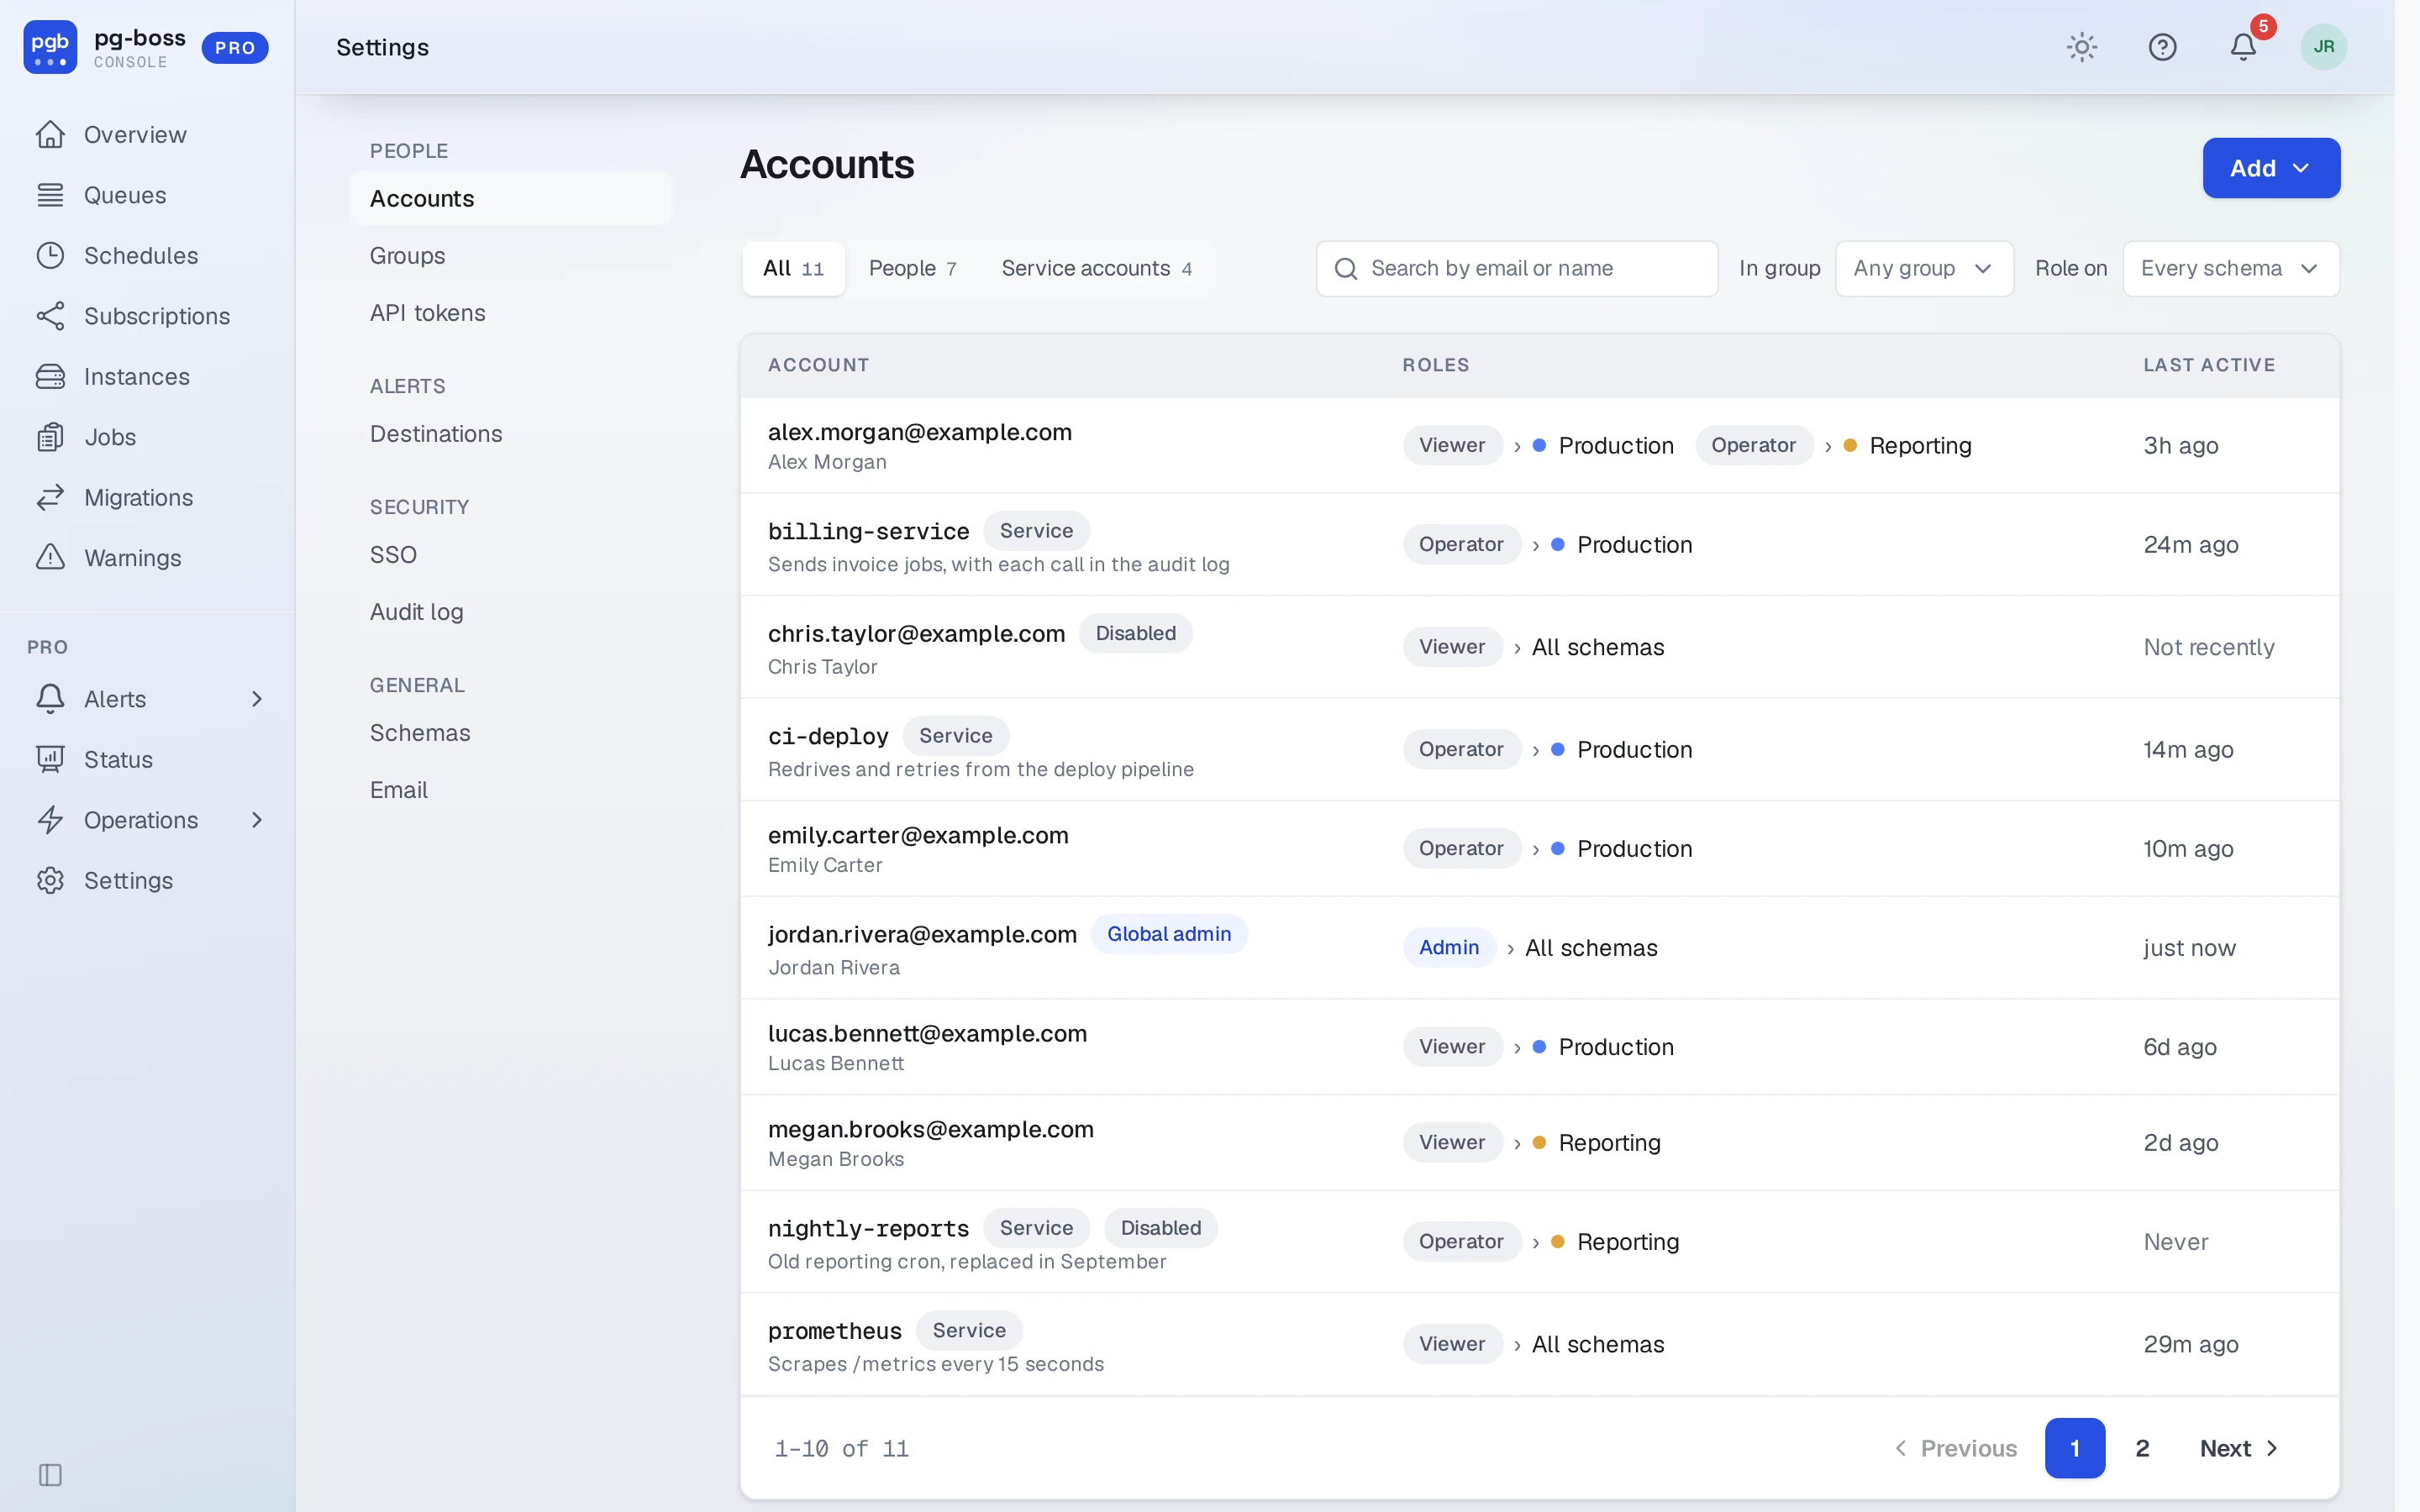 pgb
pg-boss
CONSOLE
PRO
Overview
Queues
Schedules
Subscriptions
Instances
Jobs
Migrations
Warnings
PRO
Alerts
Status
Operations
Settings
Settings
5
JR
PEOPLE
Accounts
Groups
API tokens
ALERTS
Destinations
SECURITY
SSO
Audit log
GENERAL
Schemas
Email
Accounts
Add
All 11
People 7
Service accounts 4
Search by email or name
In group
Any group
Role on
Every schema
ACCOUNT ROLES LAST ACTIVE
alex.morgan@example.com
Alex Morgan
Viewer › Production Operator › Reporting
3h ago
billing-service Service
Sends invoice jobs, with each call in the audit log
Operator › Production
24m ago
chris.taylor@example.com Disabled
Chris Taylor
Viewer › All schemas
Not recently
ci-deploy Service
Redrives and retries from the deploy pipeline
Operator › Production
14m ago
emily.carter@example.com
Emily Carter
Operator › Production
10m ago
jordan.rivera@example.com Global admin
Jordan Rivera
Admin › All schemas
just now
lucas.bennett@example.com
Lucas Bennett
Viewer › Production
6d ago
megan.brooks@example.com
Megan Brooks
Viewer › Reporting
2d ago
nightly-reports Service Disabled
Old reporting cron, replaced in September
Operator › Reporting
Never
prometheus Service
Scrapes /metrics every 15 seconds
Viewer › All schemas
29m ago
1–10 of 11
Previous 1 2 Next